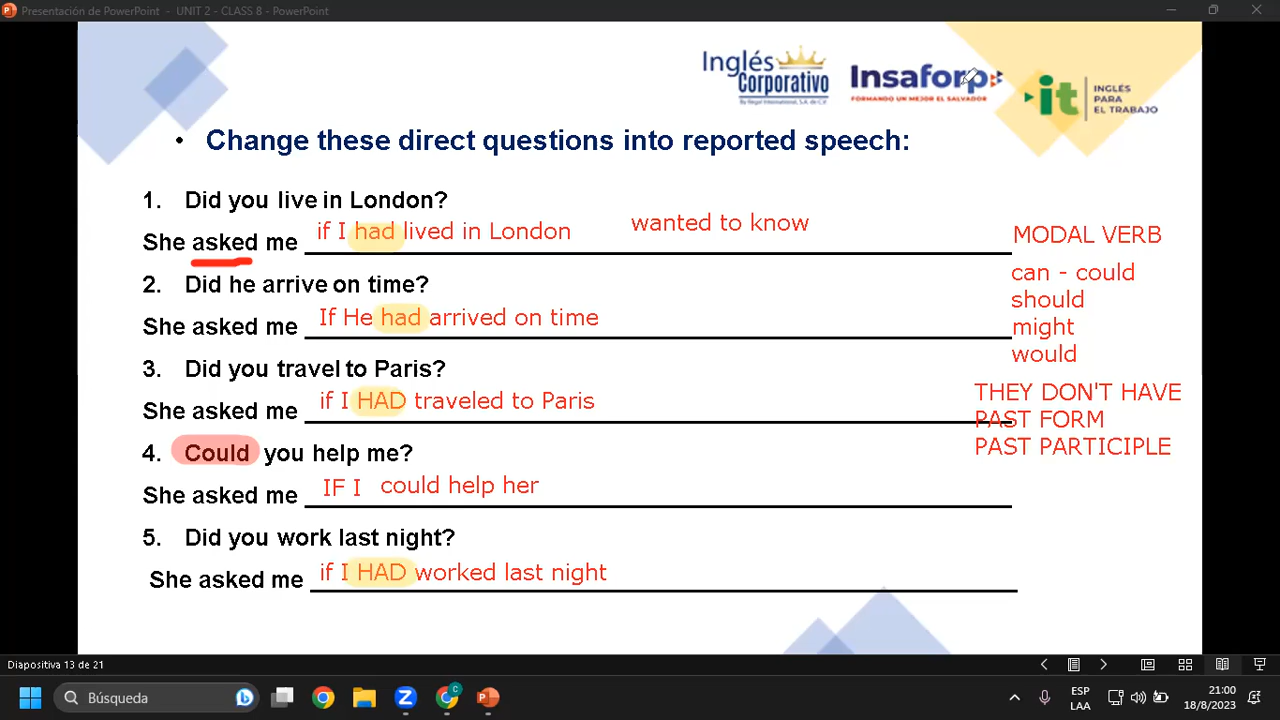 Presentación de PowerPoint - UNIT 2 - CLASS 8 - PowerPoint
Inglés Corporativo
By Regal International, S.A. de C.V.
Insaforp
FORMANDO UN MEJOR EL SALVADOR
it INGLÉS PARA EL TRABAJO
• Change these direct questions into reported speech:
1. Did you live in London?
She asked me if I had lived in London wanted to know
MODAL VERB
can - could
should
might
would
2. Did he arrive on time?
She asked me If He had arrived on time
3. Did you travel to Paris?
She asked me if I HAD traveled to Paris
THEY DON'T HAVE
PAST FORM
PAST PARTICIPLE
4. Could you help me?
She asked me IF I could help her
5. Did you work last night?
She asked me if I HAD worked last night
Diapositiva 13 de 21
Búsqueda
ESP
LAA
21:00
18/8/2023